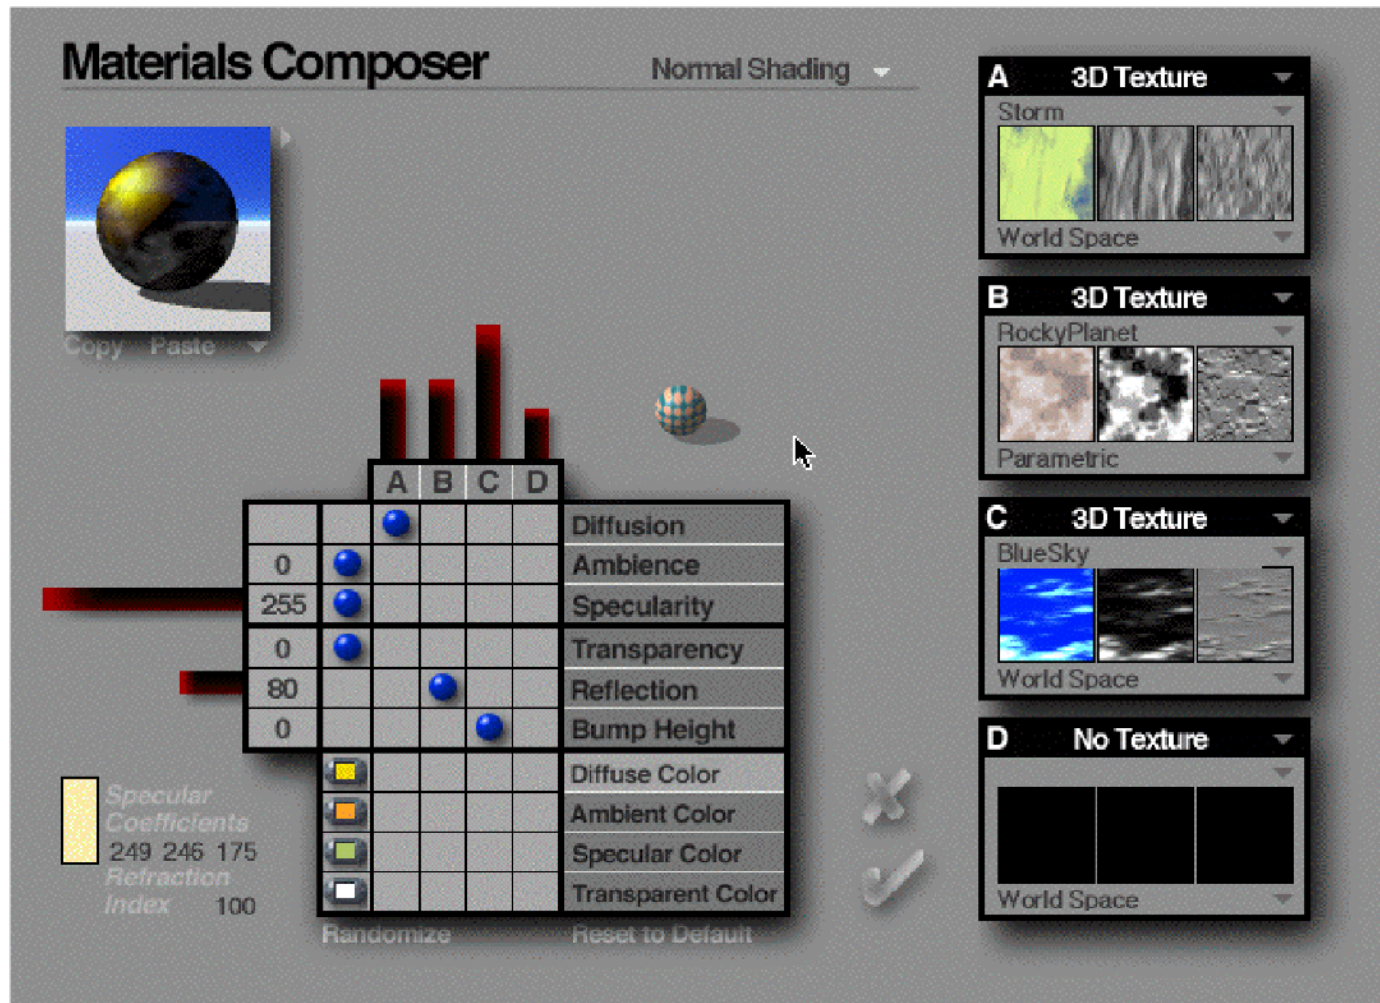 Materials Composer
Normal Shading
Copy Paste
A B C D
Diffusion
0 Ambience
255 Specularity
0 Transparency
80 Reflection
0 Bump Height
Diffuse Color
Ambient Color
Specular Color
Transparent Color
Specular
Coefficients
249 246 175
Refraction
Index 100
Randomize
Reset to Default
A 3D Texture
Storm
World Space
B 3D Texture
RockyPlanet
Parametric
C 3D Texture
BlueSky
World Space
D No Texture
World Space